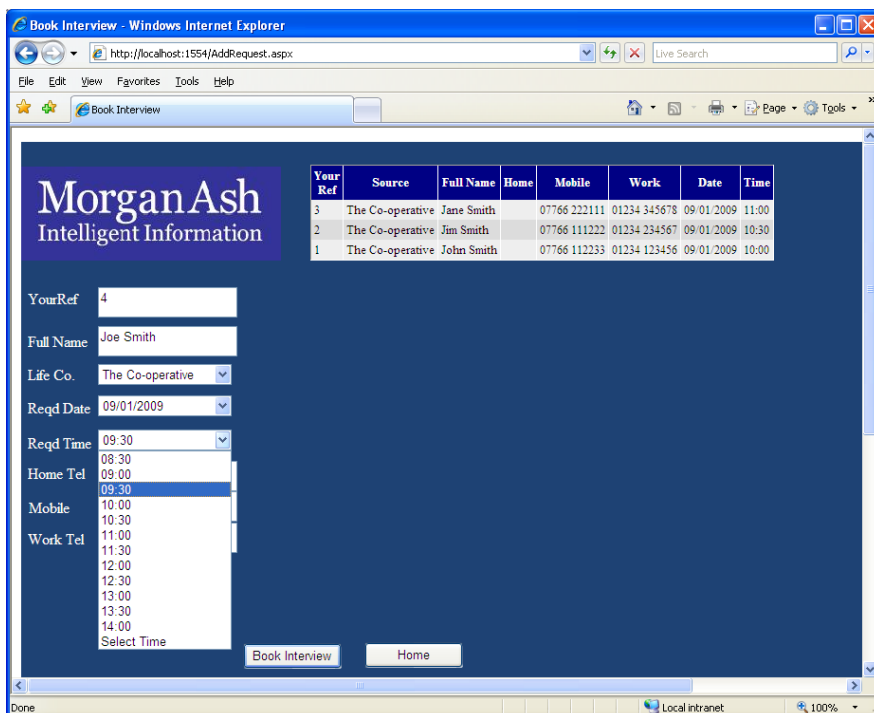 Book Interview - Windows Internet Explorer
http://localhost:1554/AddRequest.aspx
Live Search
File Edit View Favorites Tools Help
Book Interview
Page Tools »
Morgan Ash
Intelligent Information
Your Ref Source Full Name Home Mobile Work Date Time
3 The Co-operative Jane Smith 07766 222111 01234 345678 09/01/2009 11:00
2 The Co-operative Jim Smith 07766 111222 01234 234567 09/01/2009 10:30
1 The Co-operative John Smith 07766 112233 01234 123456 09/01/2009 10:00
YourRef 4
Full Name Joe Smith
Life Co. The Co-operative
Reqd Date 09/01/2009
Reqd Time 09:30
08:30
Home Tel 09:00
09:30
Mobile 10:00
10:30
Work Tel 11:00
11:30
12:00
12:30
13:00
13:30
14:00
Select Time
Book Interview Home
Done Local intranet 100%